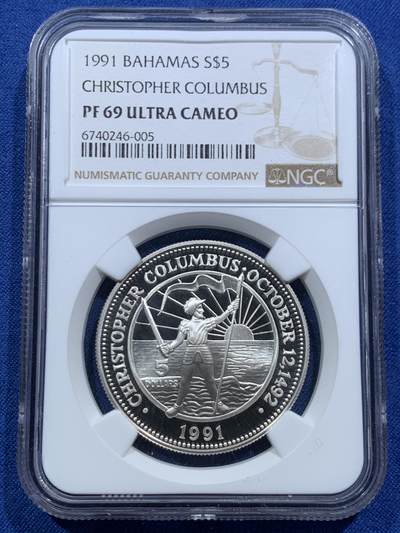 1991 BAHAMAS S$5
CHRISTOPHER COLUMBUS
PF 69 ULTRA CAMEO
6740246-005
NUMISMATIC GUARANTY COMPANY
NGC
CHRISTOPHER COLUMBUS, OCTOBER 12, 1492
5
DOLLARS
1991